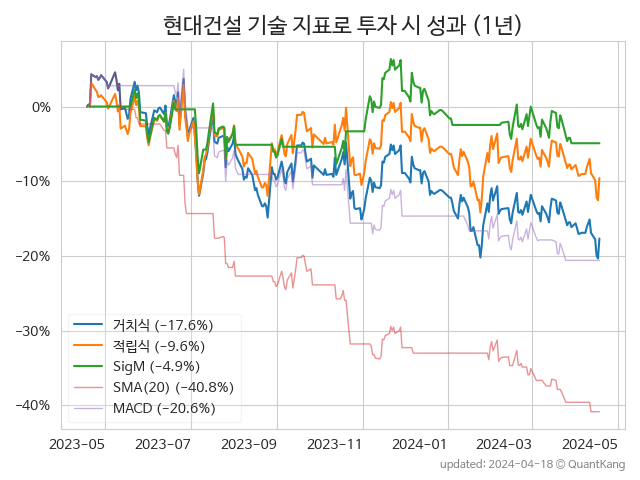 현대건설 기술 지표로 투자 시 성과 (1년)
0%
−10%
−20%
−30%
−40%
거치식 (−17.6%)
적립식 (−9.6%)
SigM (−4.9%)
SMA(20) (−40.8%)
MACD (−20.6%)
2023-05 2023-07 2023-09 2023-11 2024-01 2024-03 2024-05
updated: 2024-04-18 @ QuantKang